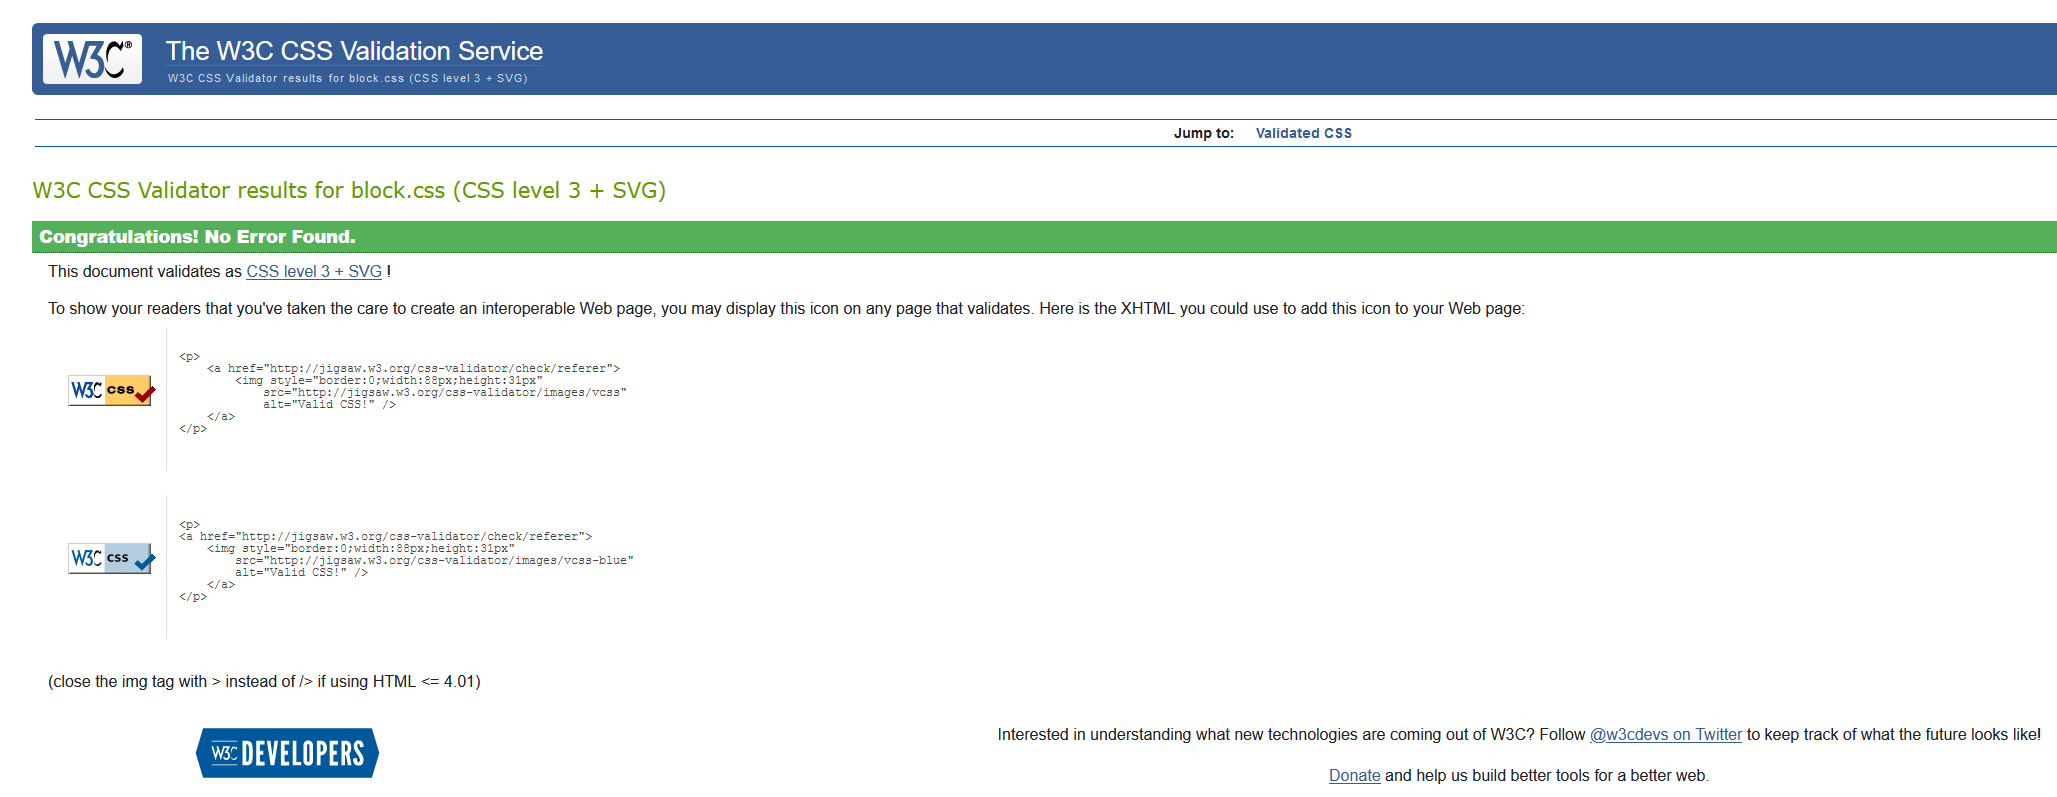 W3C®
The W3C CSS Validation Service
W3C CSS Validator results for block.css (CSS level 3 + SVG)
Jump to: Validated CSS
W3C CSS Validator results for block.css (CSS level 3 + SVG)
Congratulations! No Error Found.
This document validates as CSS level 3 + SVG !
To show your readers that you've taken the care to create an interoperable Web page, you may display this icon on any page that validates. Here is the XHTML you could use to add this icon to your Web page:
W3C css
<p>
    <a href="http://jigsaw.w3.org/css-validator/check/referer">
        <img style="border:0;width:88px;height:31px"
            src="http://jigsaw.w3.org/css-validator/images/vcss"
            alt="Valid CSS!" />
    </a>
</p>
W3C css
<p>
<a href="http://jigsaw.w3.org/css-validator/check/referer">
    <img style="border:0;width:88px;height:31px"
        src="http://jigsaw.w3.org/css-validator/images/vcss-blue"
        alt="Valid CSS!" />
    </a>
</p>
(close the img tag with > instead of /> if using HTML <= 4.01)
W3C DEVELOPERS
Interested in understanding what new technologies are coming out of W3C? Follow @w3cdevs on Twitter to keep track of what the future looks like!
Donate and help us build better tools for a better web.